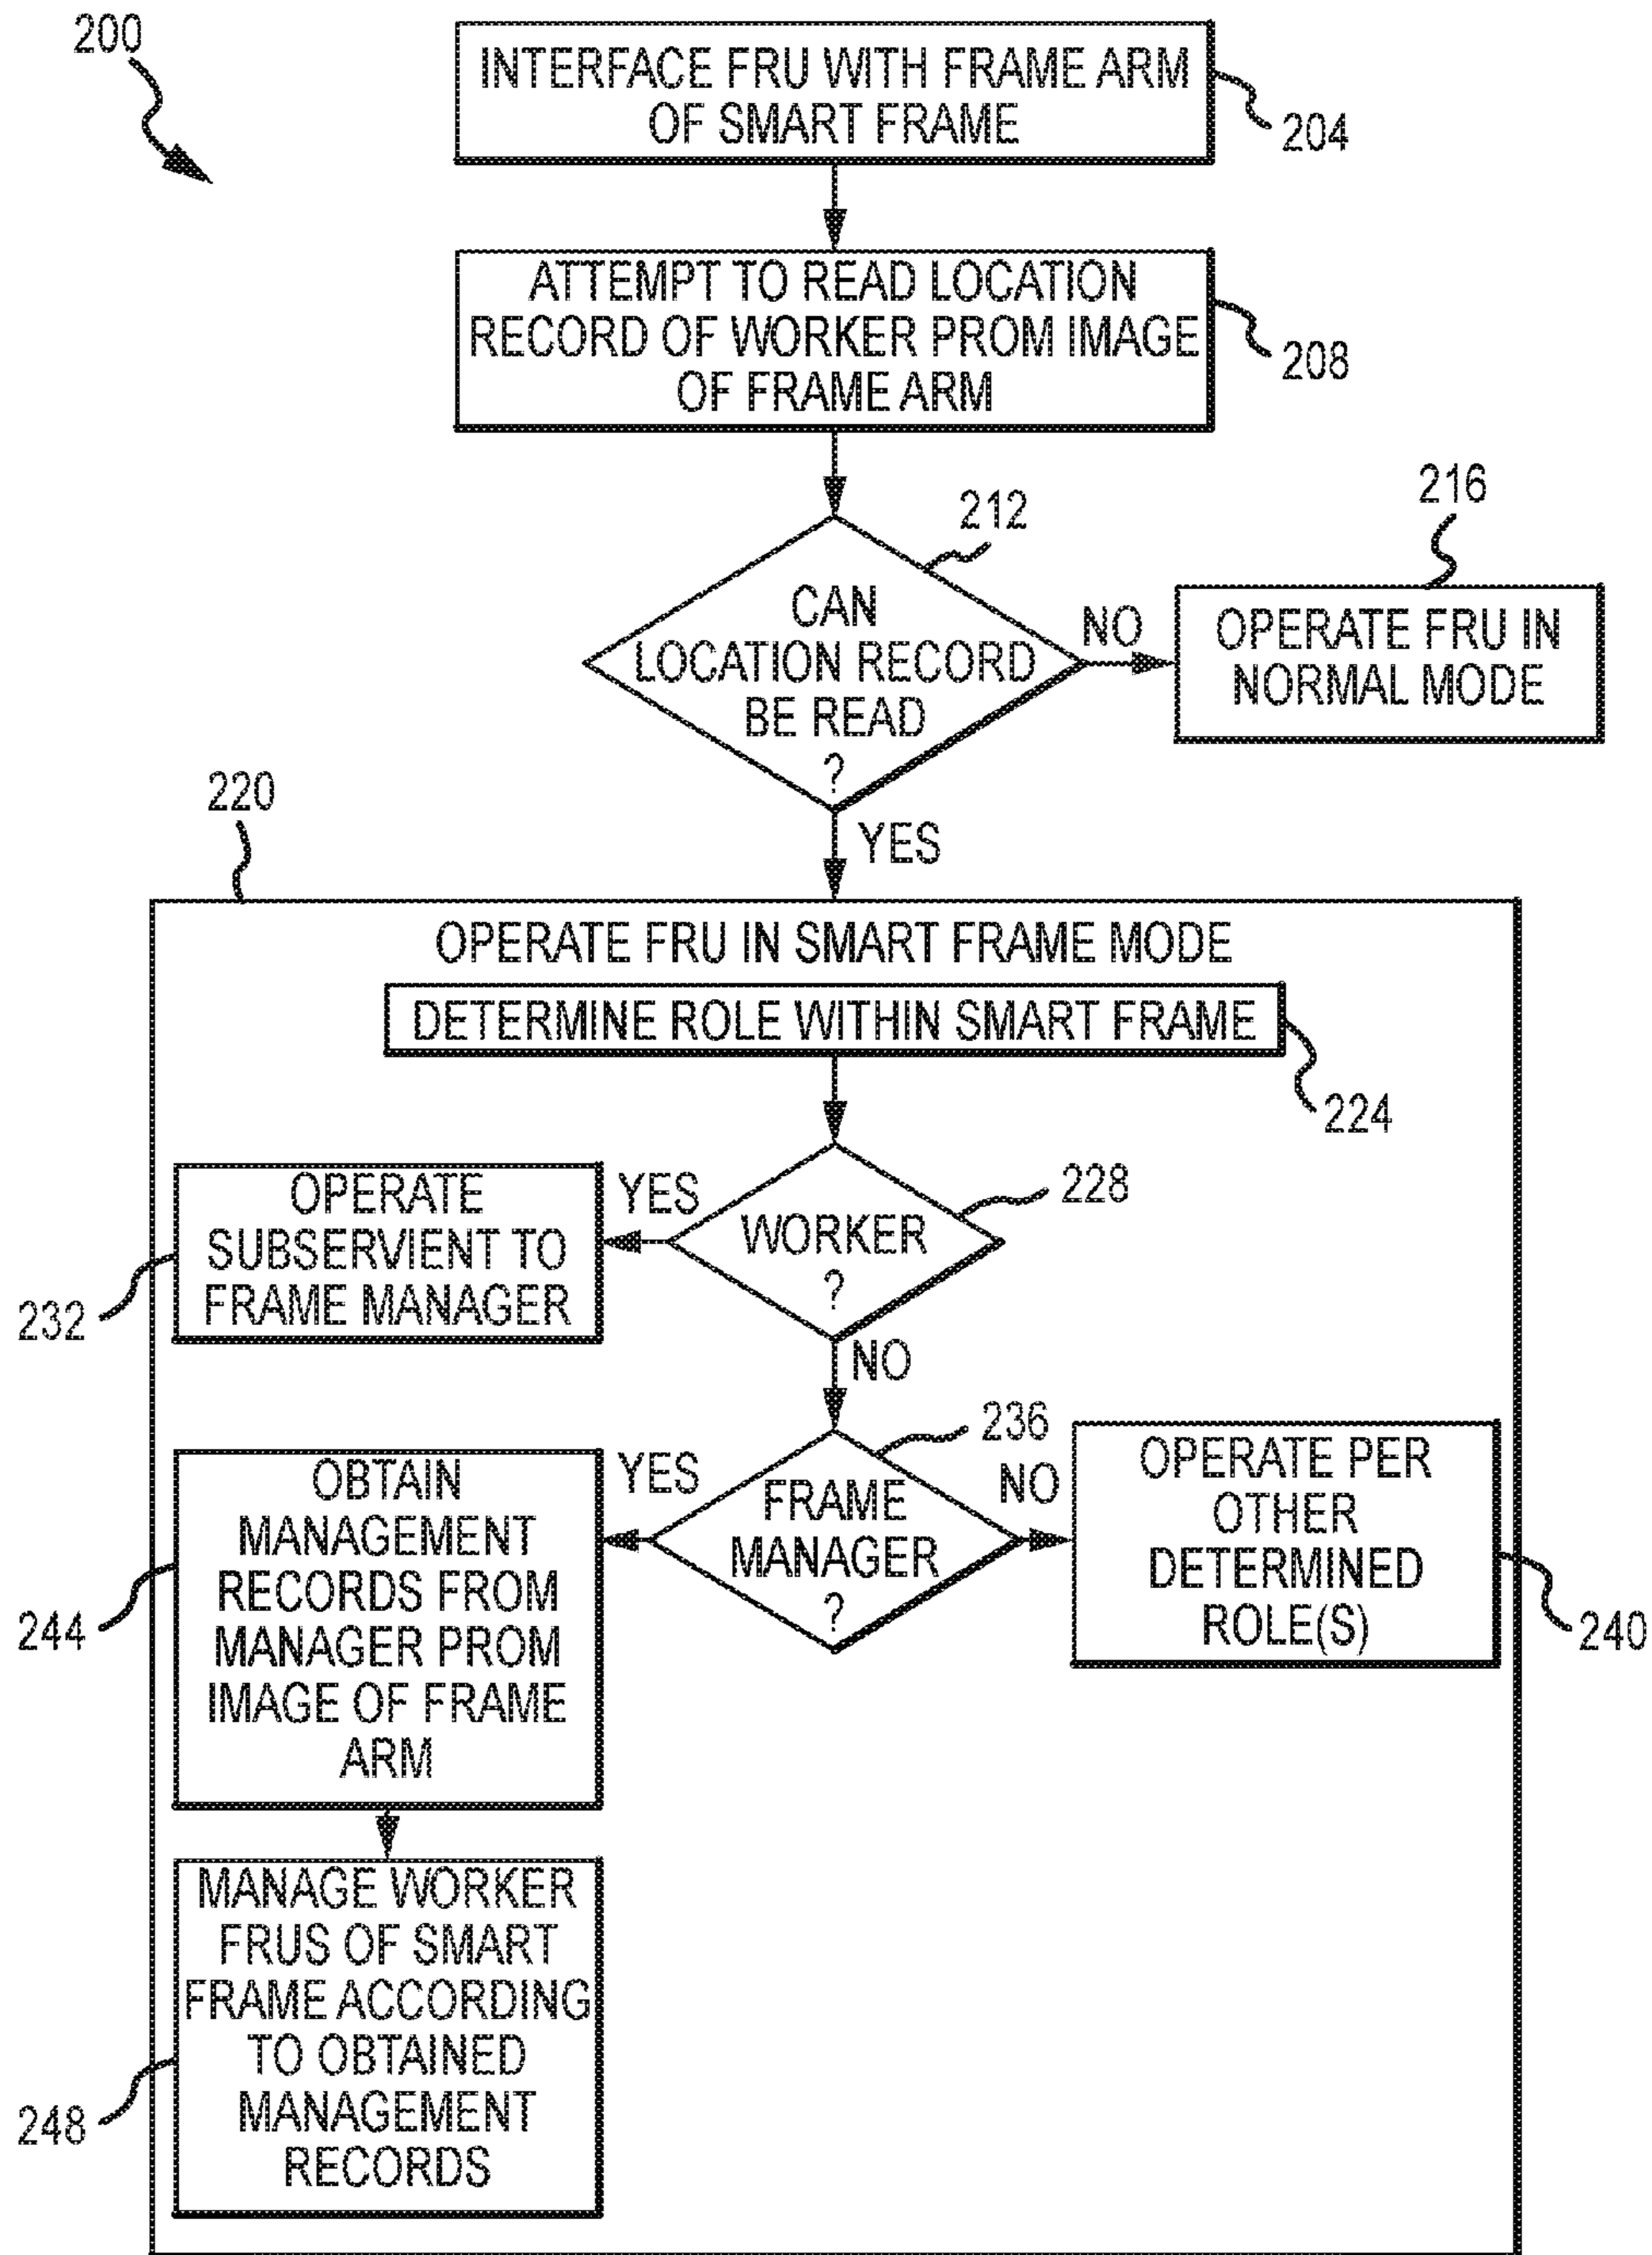 200
INTERFACE FRU WITH FRAME ARM
OF SMART FRAME
204
ATTEMPT TO READ LOCATION
RECORD OF WORKER PROM IMAGE
OF FRAME ARM
208
212
CAN
LOCATION RECORD
BE READ
?
NO
216
OPERATE FRU IN
NORMAL MODE
YES
220
OPERATE FRU IN SMART FRAME MODE
DETERMINE ROLE WITHIN SMART FRAME
224
228
WORKER
?
YES
OPERATE
SUBSERVIENT TO
FRAME MANAGER
232
NO
236
FRAME
MANAGER
?
NO
OPERATE PER
OTHER
DETERMINED
ROLE(S)
240
YES
OBTAIN
MANAGEMENT
RECORDS FROM
MANAGER PROM
IMAGE OF FRAME
ARM
244
MANAGE WORKER
FRUS OF SMART
FRAME ACCORDING
TO OBTAINED
MANAGEMENT
RECORDS
248